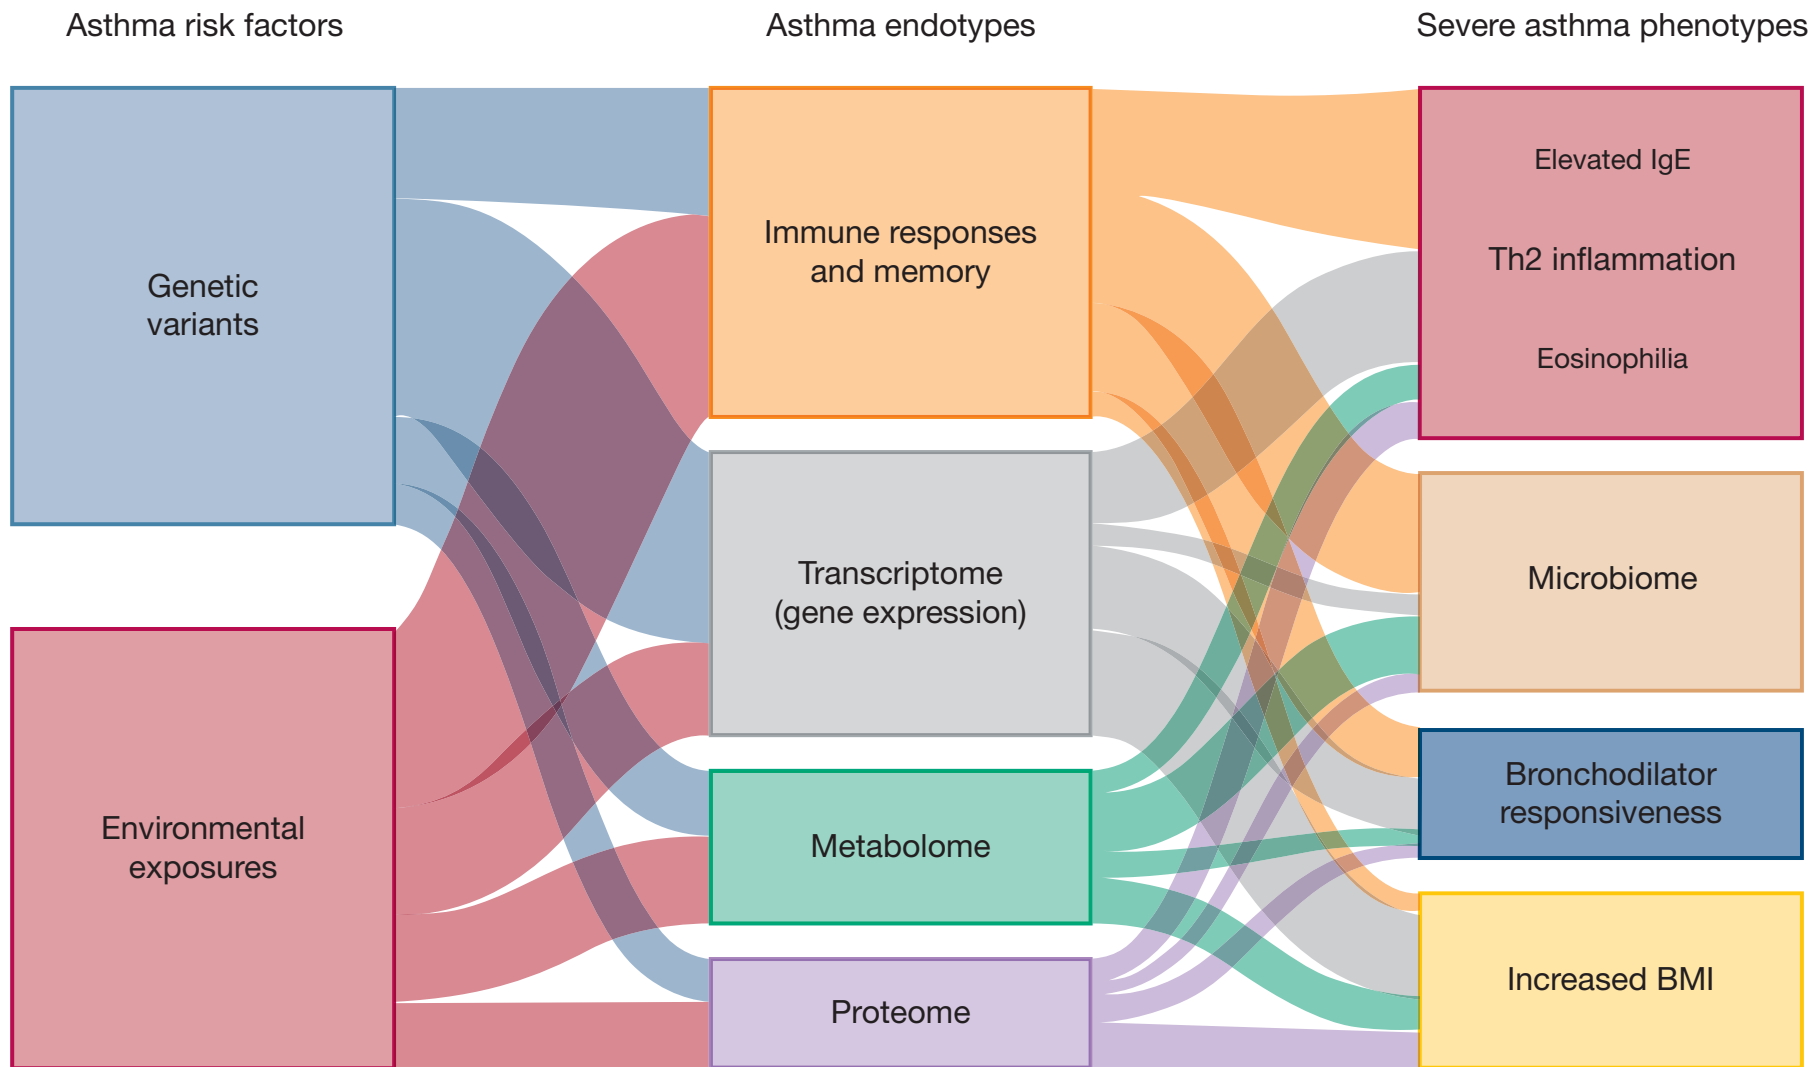 Asthma risk factors
Asthma endotypes
Severe asthma phenotypes
Genetic
variants
Environmental
exposures
Immune responses
and memory
Transcriptome
(gene expression)
Metabolome
Proteome
Elevated IgE
Th2 inflammation
Eosinophilia
Microbiome
Bronchodilator
responsiveness
Increased BMI